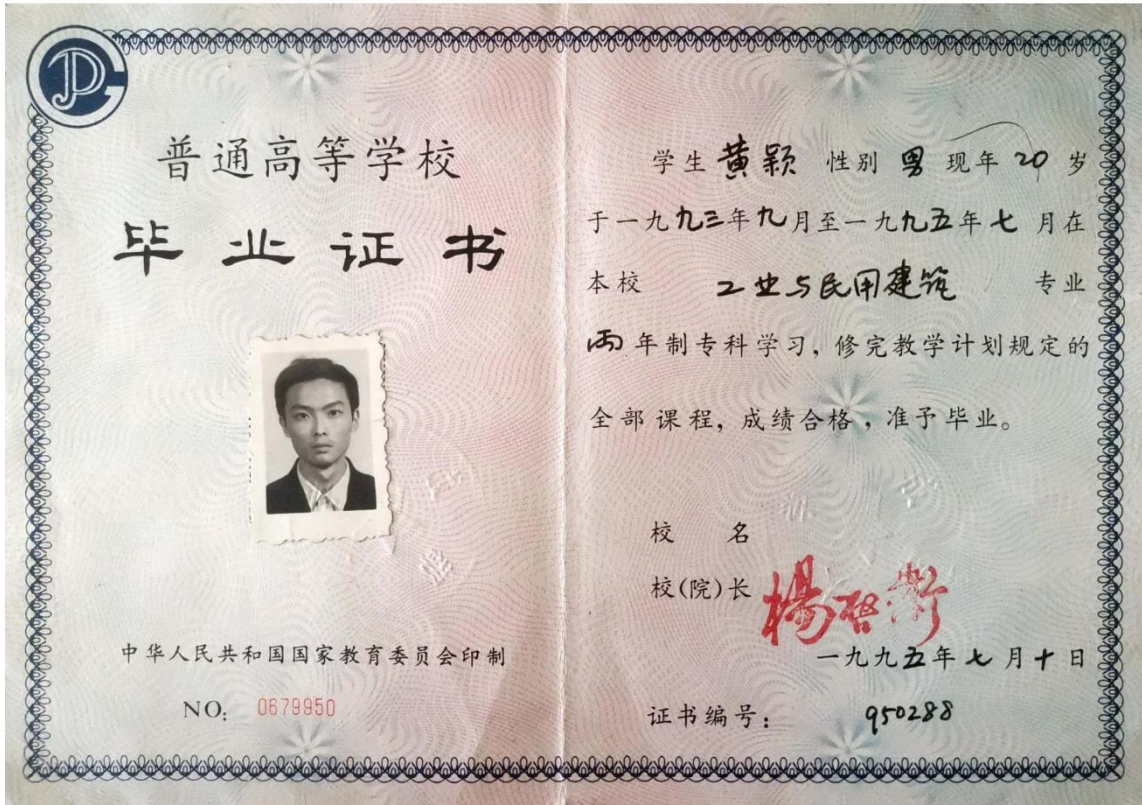 普通高等学校
毕业证书
中华人民共和国国家教育委员会印制
NO: 0679950
学生 黄颖 性别 男 现年 20 岁
于一九九三年九月至一九九五年七月在
本校 工业与民用建筑 专业
两年制专科学习，修完教学计划规定的
全部课程，成绩合格，准予毕业。
校 名
校(院)长
一九九五年七月十日
证书编号： 950288